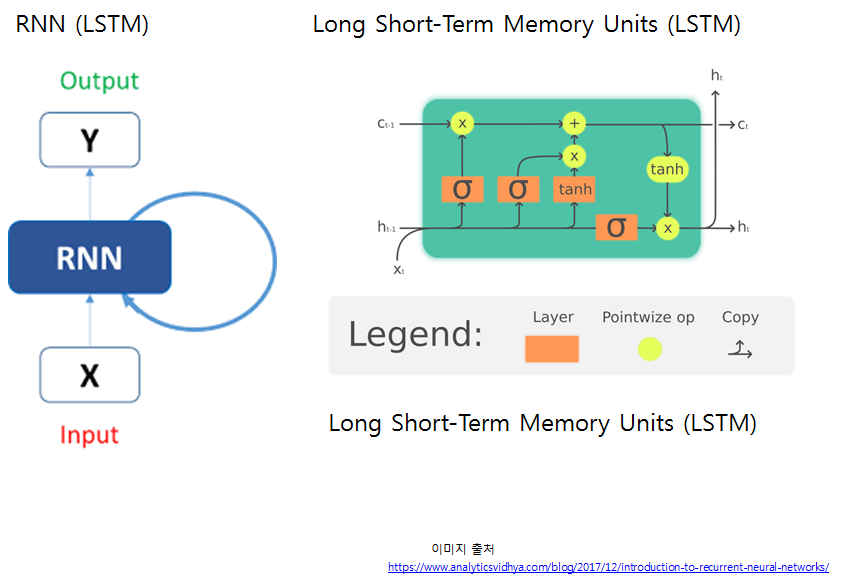 RNN (LSTM)
Output
Y
RNN
X
Input
Long Short-Term Memory Units (LSTM)
hₜ
cₜ₋₁
x
+
cₜ
x
tanh
σ
σ
tanh
hₜ₋₁
σ
x
hₜ
xₜ
Legend:
Layer
Pointwize op
Copy
Long Short-Term Memory Units (LSTM)
이미지 출처
https://www.analyticsvidhya.com/blog/2017/12/introduction-to-recurrent-neural-networks/